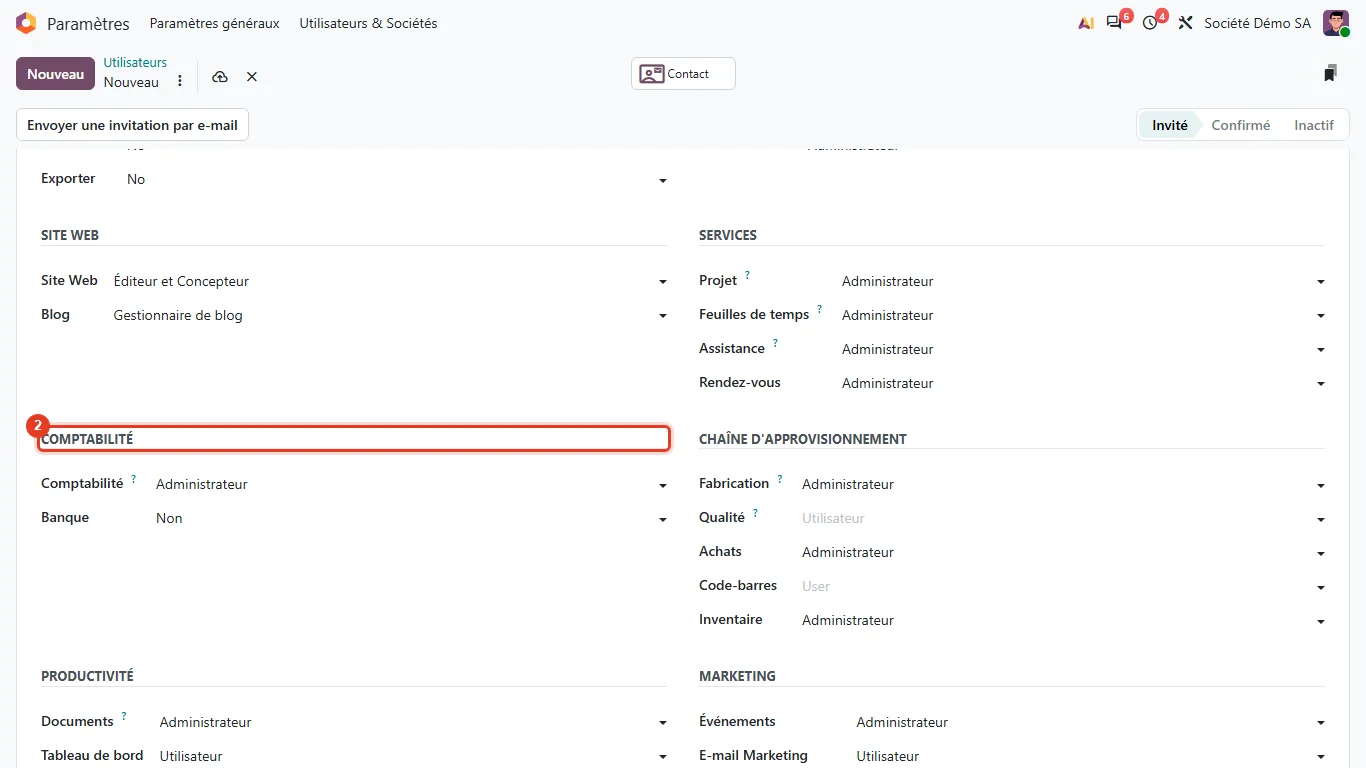 Paramètres Paramètres généraux Utilisateurs & Sociétés AI 6 4 Société Démo SA
Nouveau Utilisateurs
Nouveau
Contact
Envoyer une invitation par e-mail Invité Confirmé Inactif
Administrateur
Exporter No
SITE WEB SERVICES
Site Web Éditeur et Concepteur Projet ? Administrateur
Blog Gestionnaire de blog Feuilles de temps ? Administrateur
Assistance ? Administrateur
Rendez-vous Administrateur
2
COMPTABILITÉ CHAÎNE D'APPROVISIONNEMENT
Comptabilité ? Administrateur Fabrication ? Administrateur
Banque Non Qualité ? Utilisateur
Achats Administrateur
Code-barres User
Inventaire Administrateur
PRODUCTIVITÉ MARKETING
Documents ? Administrateur Événements Administrateur
Tableau de bord Utilisateur E-mail Marketing Utilisateur